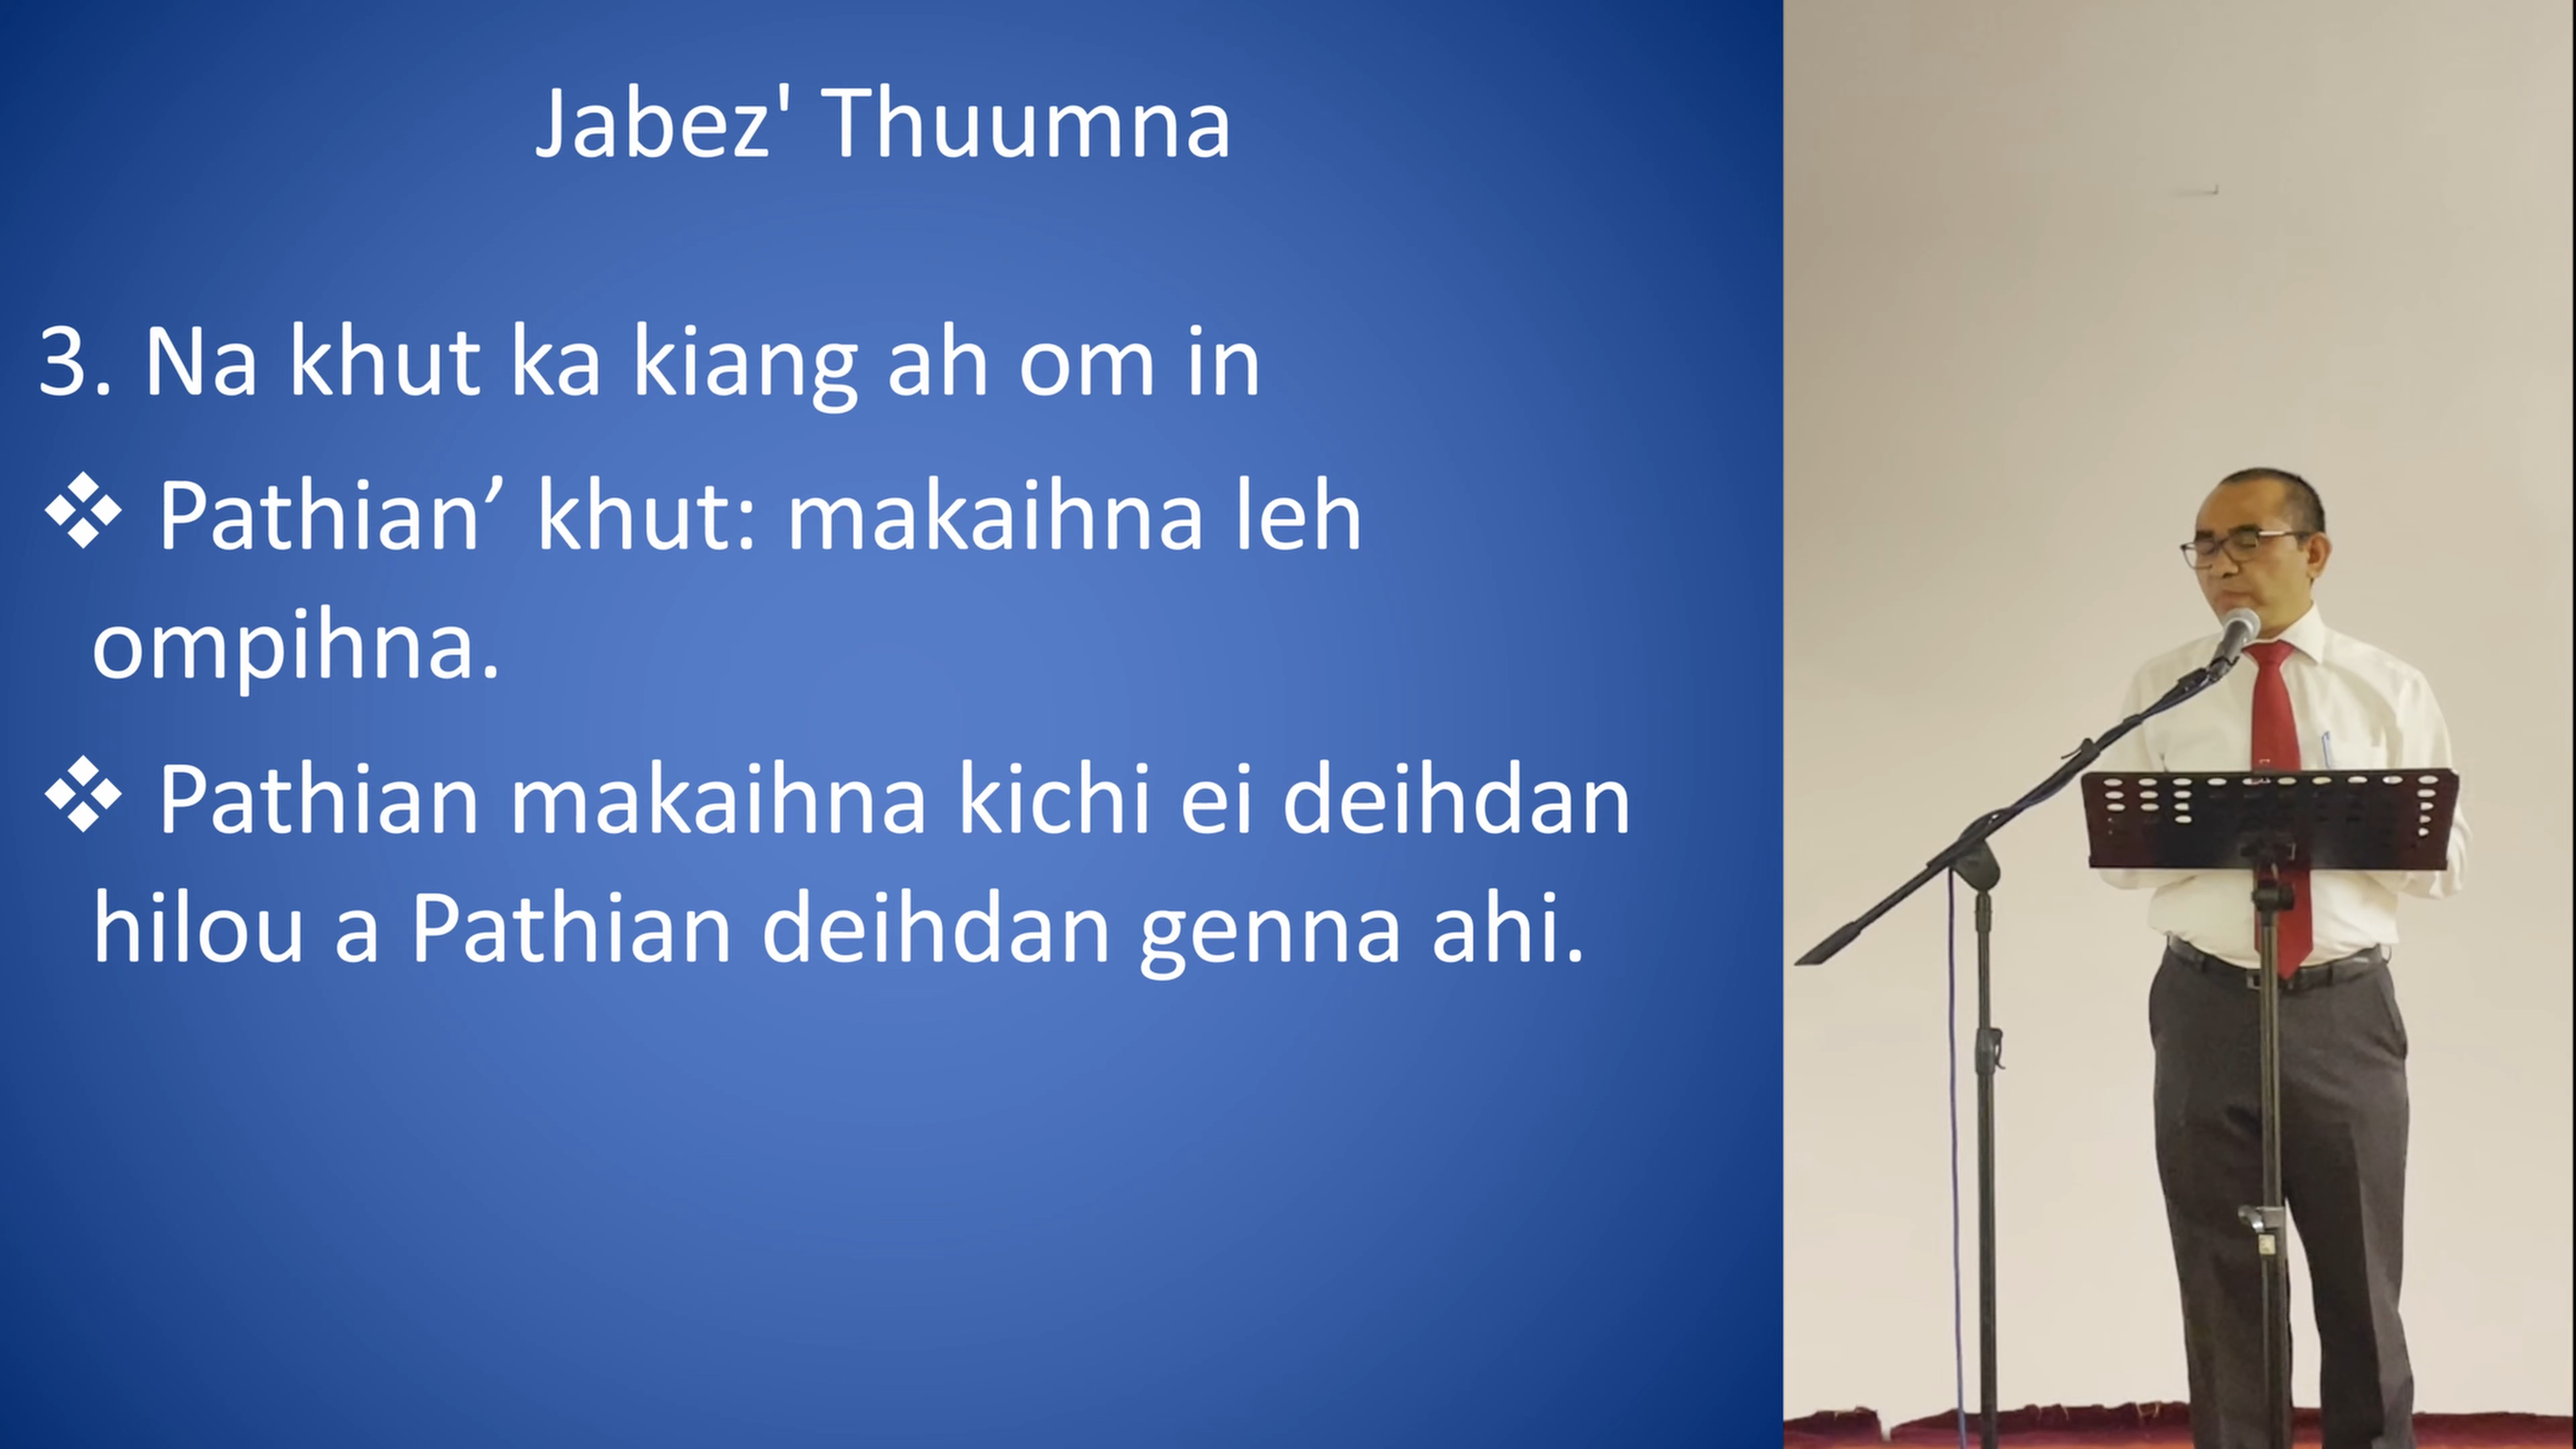 Jabez' Thuumna
3. Na khut ka kiang ah om in
❖ Pathian’ khut: makaihna leh
ompihna.
❖ Pathian makaihna kichi ei deihdan
hilou a Pathian deihdan genna ahi.